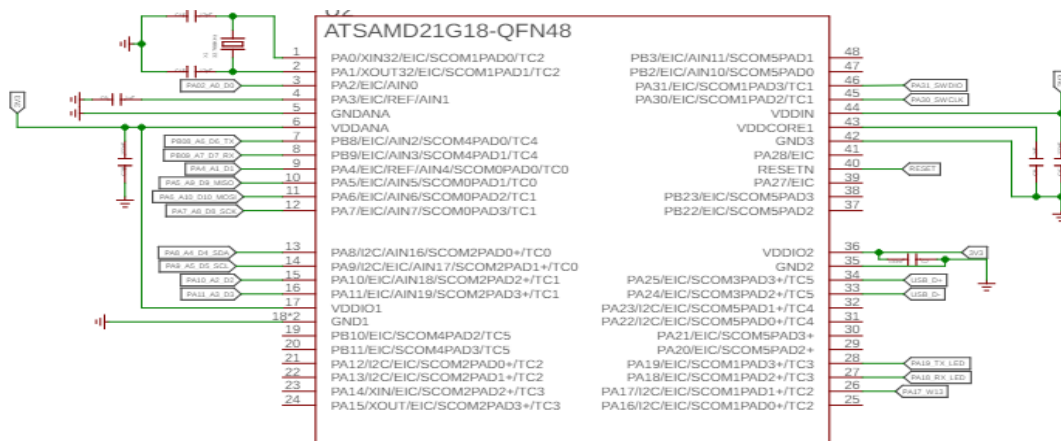 ATSAMD21G18-QFN48
1 PA0/XIN32/EIC/SCOM1PAD0/TC2
2 PA1/XOUT32/EIC/SCOM1PAD1/TC2
PA02_A0_D0 3 PA2/EIC/AIN0
4 PA3/EIC/REF/AIN1
5 GNDANA
3V3 6 VDDANA
PB08_A6_D6_TX 7 PB8/EIC/AIN2/SCOM4PAD0/TC4
PB09_A7_D7_RX 8 PB9/EIC/AIN3/SCOM4PAD1/TC4
PA4_A1_D1 9 PA4/EIC/REF/AIN4/SCOM0PAD0/TC0
PA5_A9_D9_MISO 10 PA5/EIC/AIN5/SCOM0PAD1/TC0
PA6_A10_D10_MOSI 11 PA6/EIC/AIN6/SCOM0PAD2/TC1
PA7_A8_D8_SCK 12 PA7/EIC/AIN7/SCOM0PAD3/TC1
PA8_A4_D4_SDA 13 PA8/I2C/AIN16/SCOM2PAD0+/TC0
PA9_A5_D5_SCL 14 PA9/I2C/EIC/AIN17/SCOM2PAD1+/TC0
PA10_A2_D2 15 PA10/EIC/AIN18/SCOM2PAD2+/TC1
PA11_A3_D3 16 PA11/EIC/AIN19/SCOM2PAD3+/TC1
17 VDDIO1
18*2 GND1
19 PB10/EIC/SCOM4PAD2/TC5
20 PB11/EIC/SCOM4PAD3/TC5
21 PA12/I2C/EIC/SCOM2PAD0+/TC2
22 PA13/I2C/EIC/SCOM2PAD1+/TC2
23 PA14/XIN/EIC/SCOM2PAD2+/TC3
24 PA15/XOUT/EIC/SCOM2PAD3+/TC3
PB3/EIC/AIN11/SCOM5PAD1 48
PB2/EIC/AIN10/SCOM5PAD0 47
PA31/EIC/SCOM1PAD3/TC1 46 PA31_SWDIO
PA30/EIC/SCOM1PAD2/TC1 45 PA30_SWCLK
VDDIN 44
VDDCORE1 43
GND3 42
PA28/EIC 41
RESETN 40 RESET
PA27/EIC 39
PB23/EIC/SCOM5PAD3 38
PB22/EIC/SCOM5PAD2 37
VDDIO2 36 3V3
GND2 35
PA25/EIC/SCOM3PAD3+/TC5 34 USB_D+
PA24/EIC/SCOM3PAD2+/TC5 33 USB_D-
PA23/I2C/EIC/SCOM5PAD1+/TC4 32
PA22/I2C/EIC/SCOM5PAD0+/TC4 31
PA21/EIC/SCOM5PAD3+ 30
PA20/EIC/SCOM5PAD2+ 29
PA19/EIC/SCOM1PAD3+/TC3 28 PA19_TX_LED
PA18/EIC/SCOM1PAD2+/TC3 27 PA18_RX_LED
PA17/I2C/EIC/SCOM1PAD1+/TC2 26 PA17_W13
PA16/I2C/EIC/SCOM1PAD0+/TC2 25